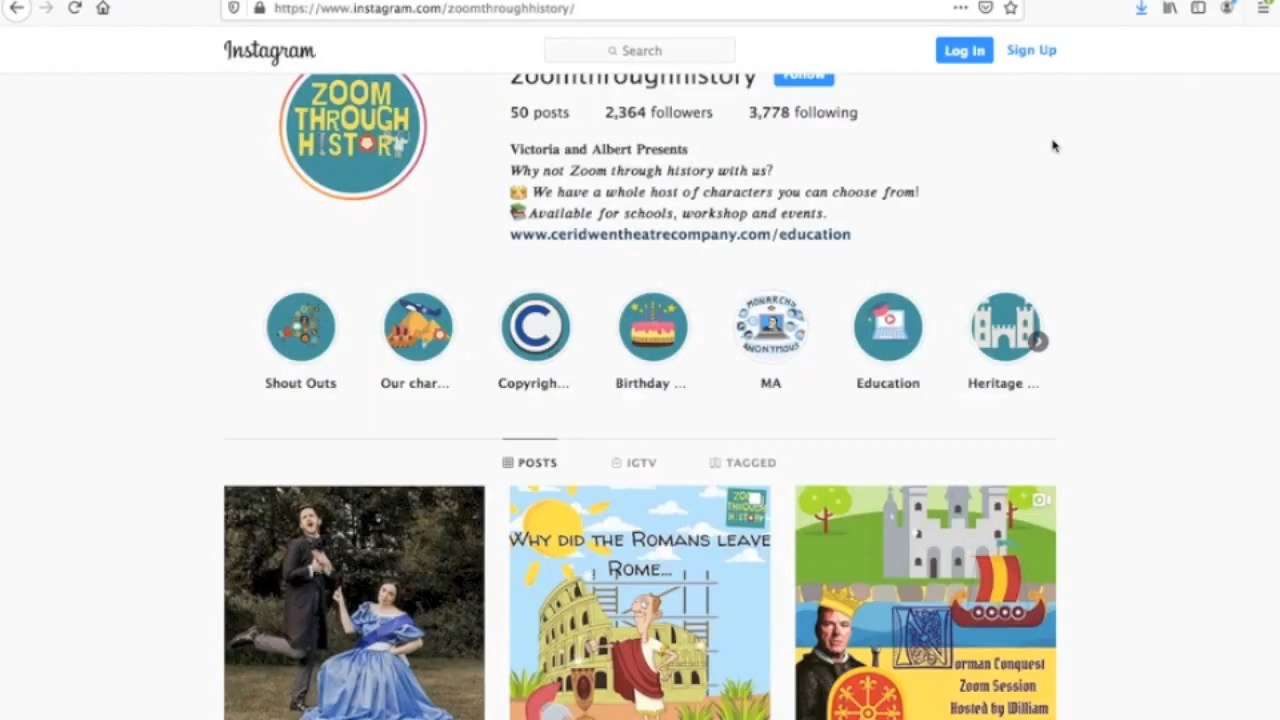 https://www.instagram.com/zoomthroughhistory/
Instagram
Search
Log In
Sign Up
zoomthroughhistory
Follow
ZOOM
THROUGH
HISTORY
50 posts 2,364 followers 3,778 following
Victoria and Albert Presents
Why not Zoom through history with us?
We have a whole host of characters you can choose from!
Available for schools, workshop and events.
www.ceridwentheatrecompany.com/education
C
MONARCHS
ANONYMOUS
Shout Outs Our char... Copyrigh... Birthday ... MA Education Heritage ...
POSTS IGTV TAGGED
WHY DID THE ROMANS LEAVE
ROME...
Norman Conquest
Zoom Session
Hosted by William